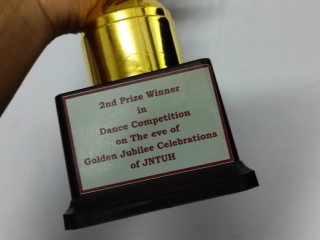 2nd Prize Winner
in
Dance Competition
on The eve of
Golden Jubilee Celebrations
of JNTUH